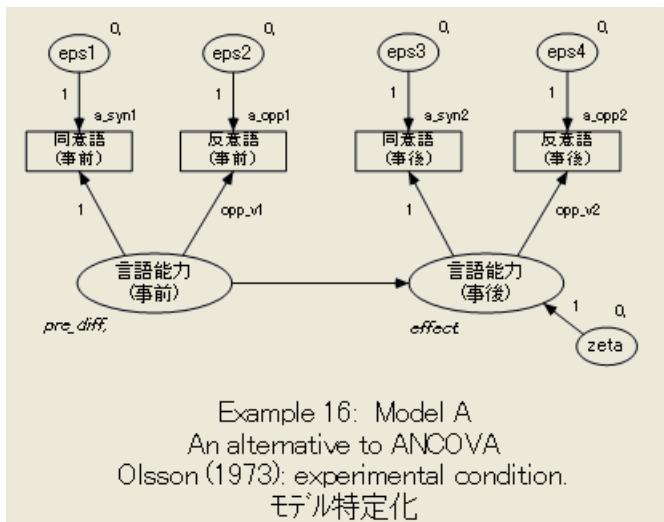 0, 0, 0, 0,
eps1 eps2 eps3 eps4
1 1 1 1
a_syn1 a_opp1 a_syn2 a_opp2
同意語 反意語 同意語 反意語
(事前) (事前) (事後) (事後)
1 opp_v1 1 opp_v2
言語能力 言語能力
(事前) (事後)
pre_diff, effect
1 0,
zeta
Example 16: Model A
An alternative to ANCOVA
Olsson (1973): experimental condition.
モデル特定化